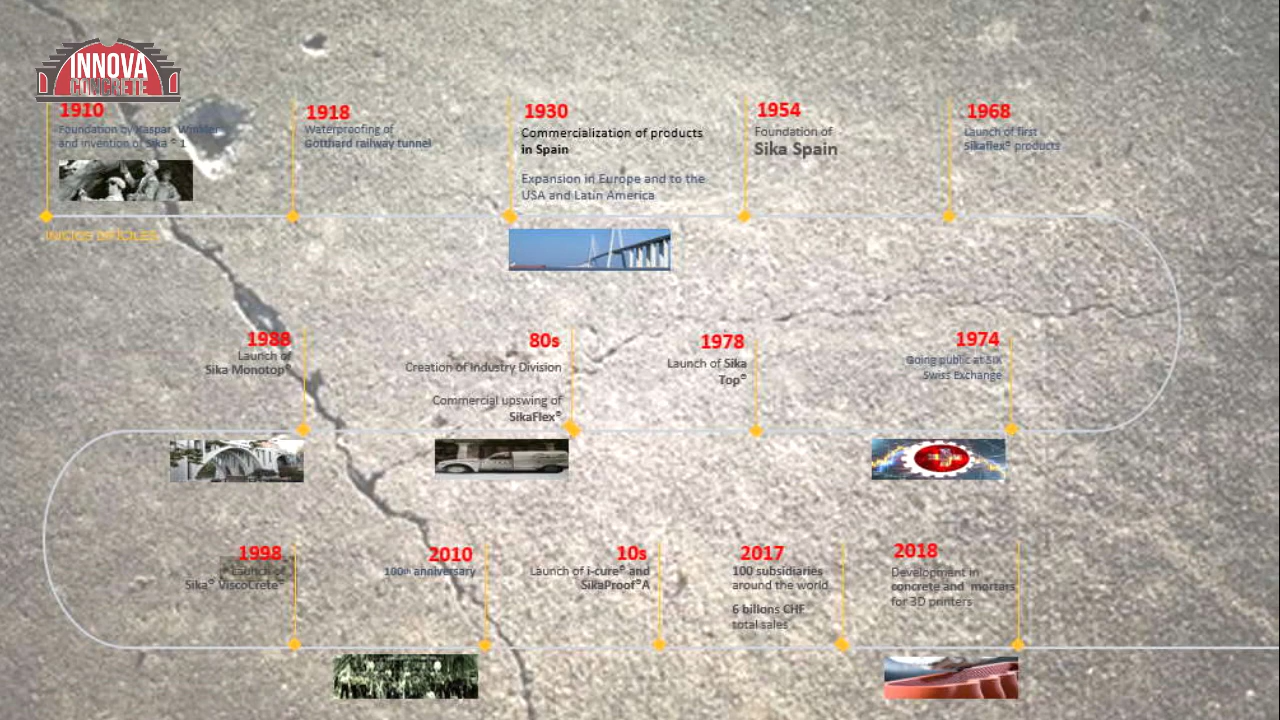 INNOVA
CONCRETE
1910
Foundation by Kaspar Winkler
and invention of Sika ® 1
INICIOS DIFÍCILES
1918
Waterproofing of
Gotthard railway tunnel
1930
Commercialization of products
in Spain
Expansion in Europe and to the
USA and Latin America
1954
Foundation of
Sika Spain
1968
Launch of first
Sikaflex® products
1988
Launch of
Sika Monotop®
80s
Creation of Industry Division
Commercial upswing of
SikaFlex®
1978
Launch of Sika
Top®
1974
Going public at SIX
Swiss Exchange
1998
Launch of
Sika® ViscoCrete®
2010
100th anniversary
10s
Launch of i-cure® and
SikaProof®A
2017
100 subsidiaries
around the world
6 billons CHF
total sales
2018
Development in
concrete and mortars
for 3D printers